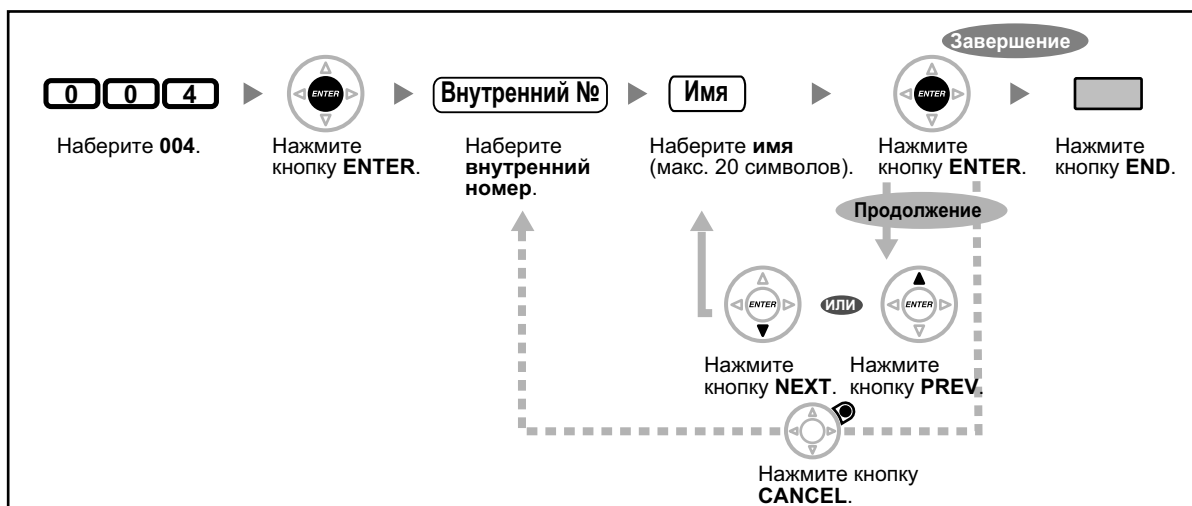 Завершение
0 0 4
ENTER
Внутренний №
Имя
ENTER
Наберите 004.
Нажмите
кнопку ENTER.
Наберите
внутренний
номер.
Наберите имя
(макс. 20 символов).
Нажмите
кнопку ENTER.
Нажмите
кнопку END.
Продолжение
ENTER
ИЛИ
ENTER
Нажмите
кнопку NEXT.
Нажмите
кнопку PREV.
Нажмите кнопку
CANCEL.